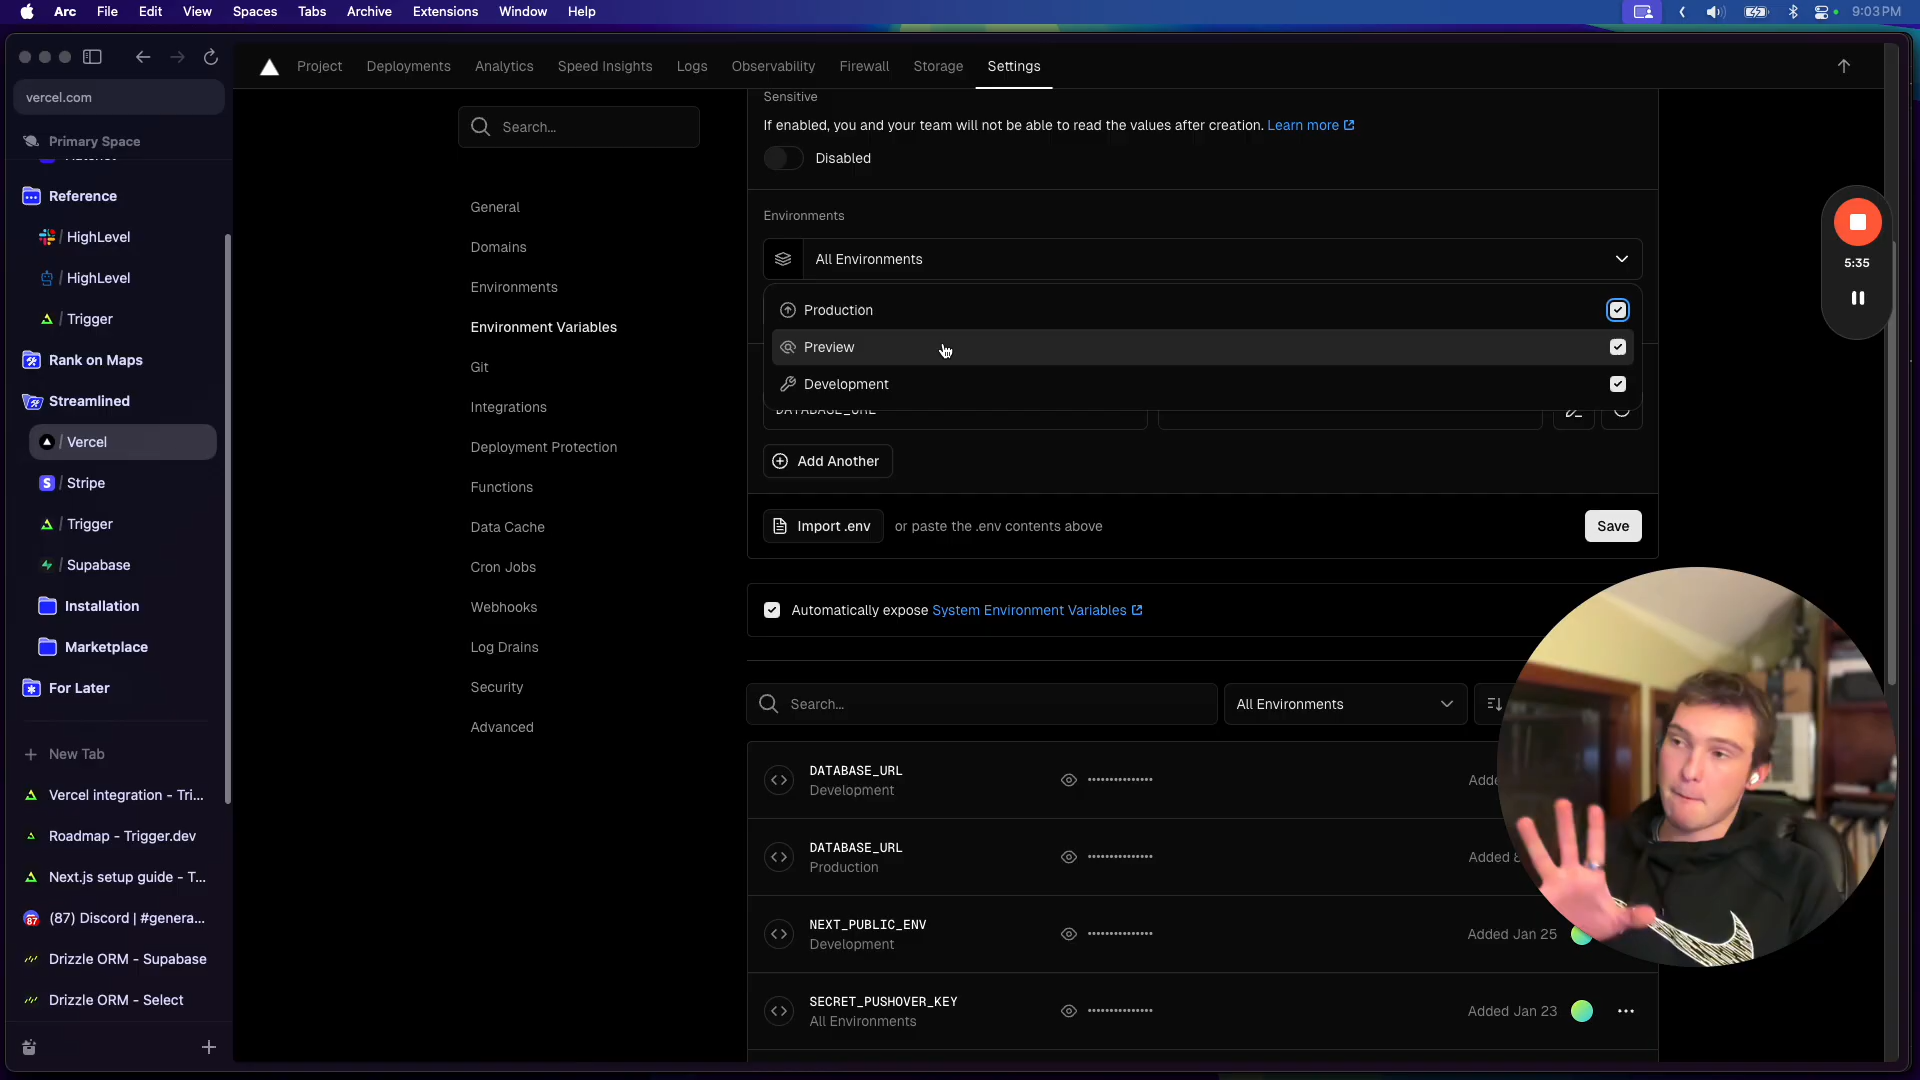 Arc File Edit View Spaces Tabs Archive Extensions Window Help 9:03 PM
vercel.com
Primary Space
Reference
/ HighLevel
/ HighLevel
/ Trigger
Rank on Maps
Streamlined
/ Vercel
S / Stripe
/ Trigger
/ Supabase
Installation
Marketplace
For Later
New Tab
Vercel integration - Tri...
Roadmap - Trigger.dev
Next.js setup guide - T...
87 (87) Discord | #genera...
Drizzle ORM - Supabase
Drizzle ORM - Select
Project Deployments Analytics Speed Insights Logs Observability Firewall Storage Settings
Search...
General
Domains
Environments
Environment Variables
Git
Integrations
Deployment Protection
Functions
Data Cache
Cron Jobs
Webhooks
Log Drains
Security
Advanced
Sensitive
If enabled, you and your team will not be able to read the values after creation. Learn more
Disabled
Environments
All Environments
Production
Preview
Development
DATABASE_URL
Add Another
Import .env or paste the .env contents above Save
Automatically expose System Environment Variables
Search... All Environments
DATABASE_URL
Development
DATABASE_URL
Production
Added
NEXT_PUBLIC_ENV
Development
Added Jan 25
SECRET_PUSHOVER_KEY
All Environments
Added Jan 23
5:35